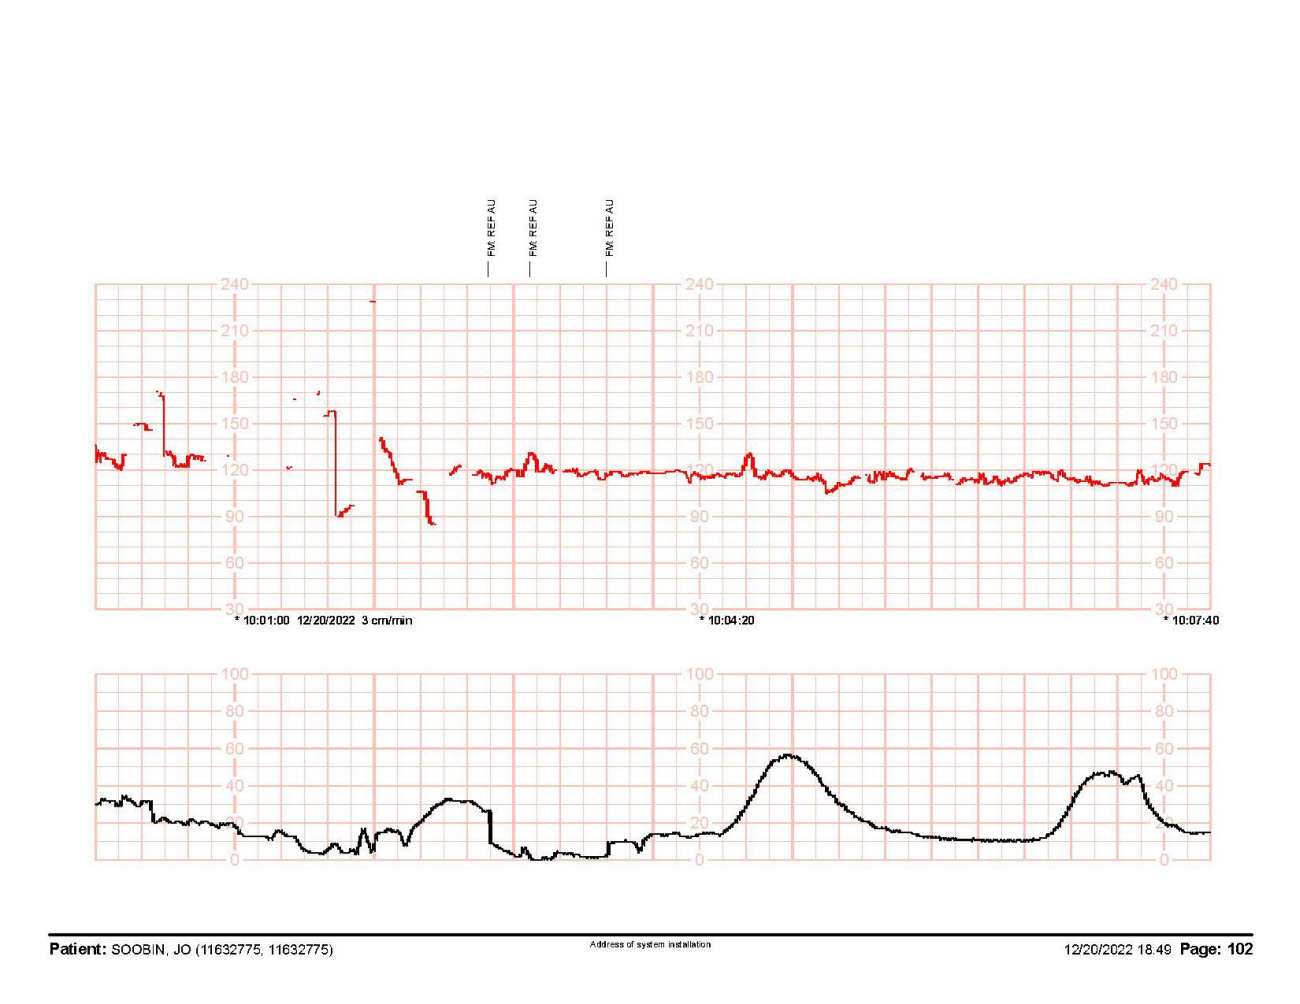 FM: REF AU
FM: REF AU
FM: REF AU
240 240 240
210 210 210
180 180 180
150 150 150
120 120 120
90 90 90
60 60 60
30 30 30
* 10:01:00 12/20/2022 3 cm/min * 10:04:20 * 10:07:40
100 100 100
80 80 80
60 60 60
40 40 40
20 20 20
0 0 0
Patient: SOOBIN, JO (11632775, 11632775) Address of system installation 12/20/2022 18:49 Page: 102